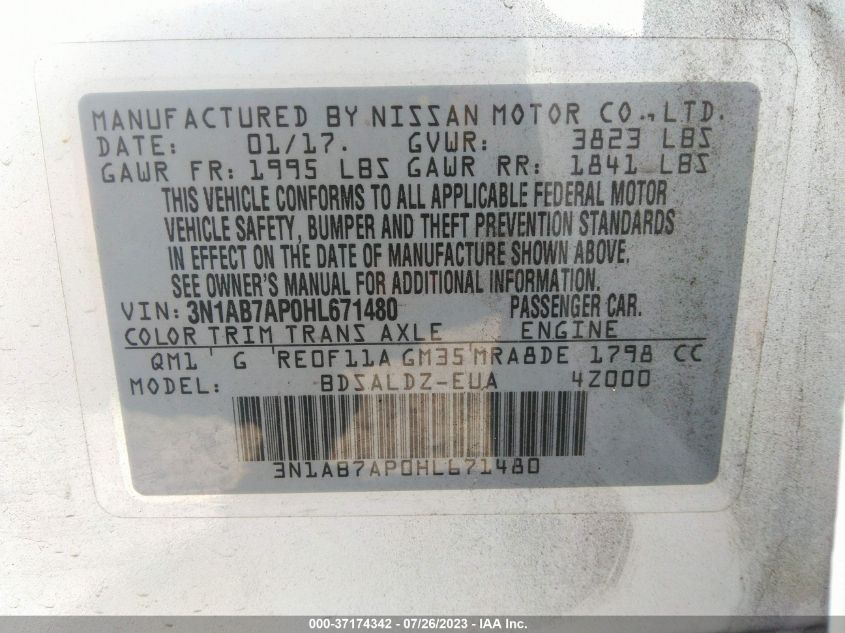 MANUFACTURED BY NISSAN MOTOR CO.,LTD.
DATE: 01/17. GVWR: 3823 LBS
GAWR FR: 1995 LBS GAWR RR: 1841 LBS
THIS VEHICLE CONFORMS TO ALL APPLICABLE FEDERAL MOTOR
VEHICLE SAFETY, BUMPER AND THEFT PREVENTION STANDARDS
IN EFFECT ON THE DATE OF MANUFACTURE SHOWN ABOVE,
SEE OWNER'S MANUAL FOR ADDITIONAL INFORMATION.
VIN: 3N1AB7AP0HL671480 PASSENGER CAR.
COLOR TRIM TRANS AXLE ENGINE
QM1 G RE0F11A GM35 MRA8DE 1798 CC
MODEL: BDSALDZ-EUA 4Z000
3N1AB7AP0HL671480
000-37174342 / 07/26/2023 - IAA Inc.